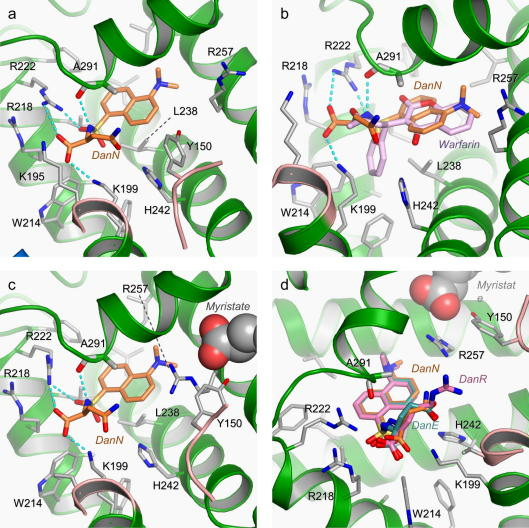 a
R257
R222
A291
R218
L238
DanN
Y150
K195
K199
H242
W214
b
R222
A291
R218
DanN
R257
Warfarin
L238
K199
H242
W214
c
R257
Myristate
R222
A291
R218
L238
DanN
Y150
K199
W214
H242
d
Myristat
e
Y150
R257
A291
DanN
DanR
R222
DanE
H242
R218
K199
W214